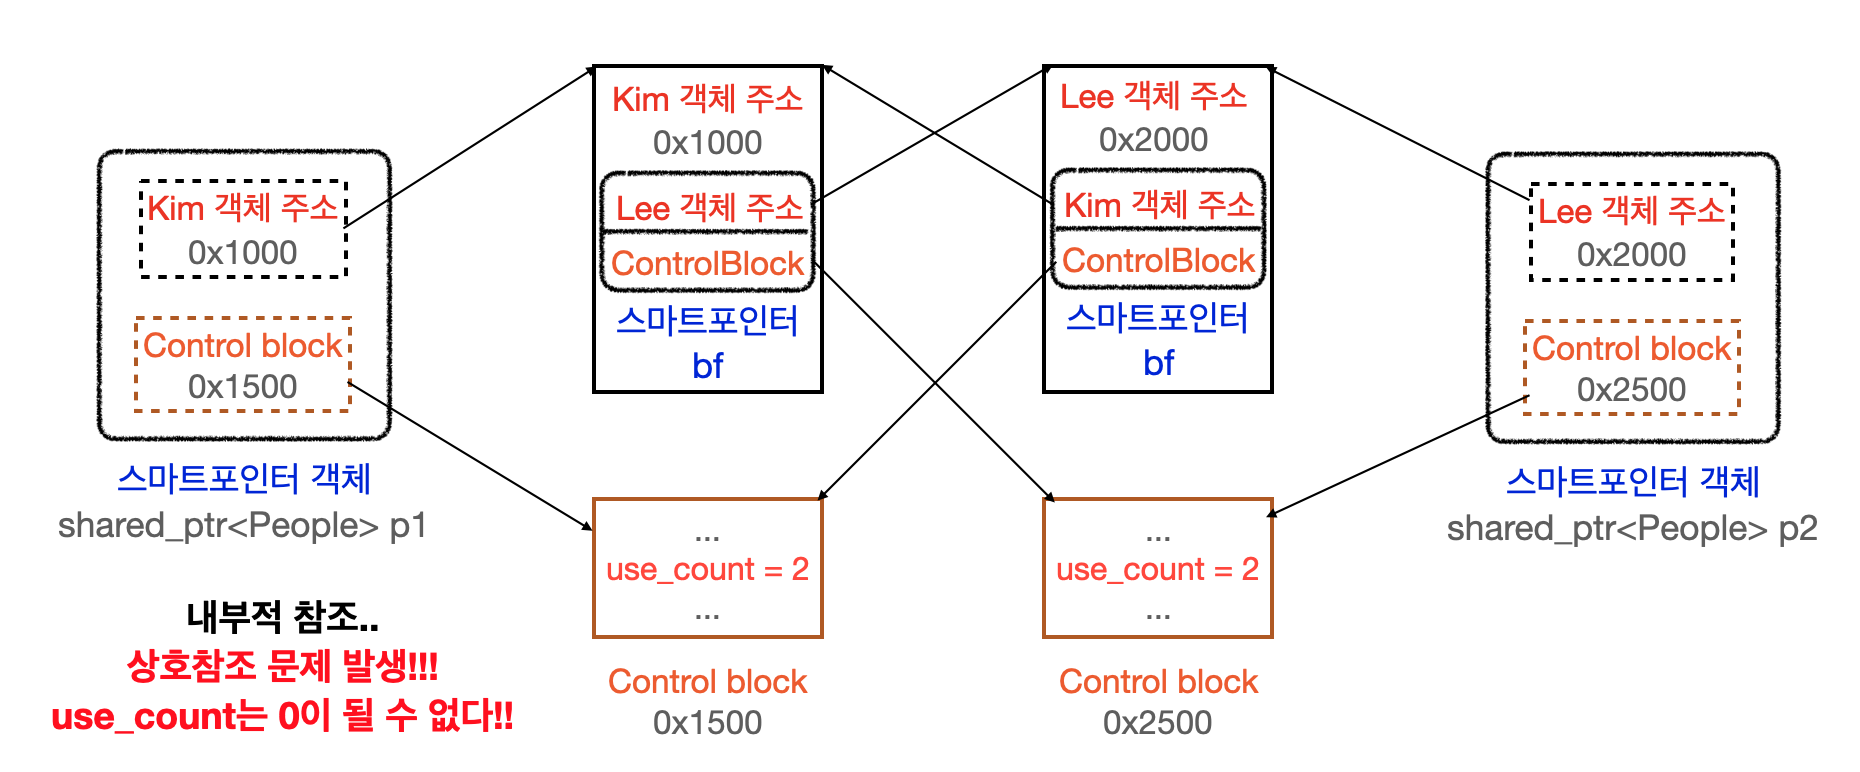 Kim 객체 주소
0x1000
Control block
0x1500
스마트포인터 객체
shared_ptr<People> p1
내부적 참조..
상호참조 문제 발생!!!
use_count는 0이 될 수 없다!!
Kim 객체 주소
0x1000
Lee 객체 주소
ControlBlock
스마트포인터
bf
...
use_count = 2
...
Control block
0x1500
Lee 객체 주소
0x2000
Kim 객체 주소
ControlBlock
스마트포인터
bf
...
use_count = 2
...
Control block
0x2500
Lee 객체 주소
0x2000
Control block
0x2500
스마트포인터 객체
shared_ptr<People> p2